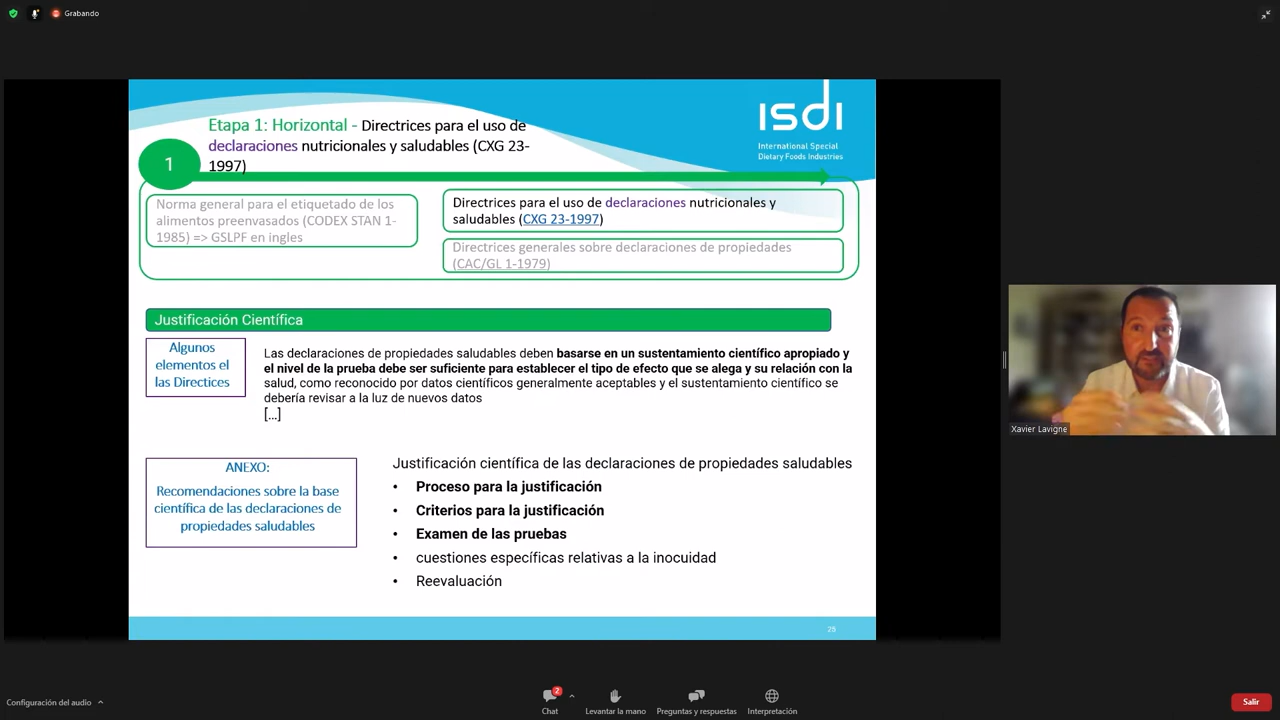 Grabando
Etapa 1: Horizontal - Directrices para el uso de
declaraciones nutricionales y saludables (CXG 23-
1997)
1
isdi
International Special
Dietary Foods Industries
Norma general para el etiquetado de los
alimentos preenvasados (CODEX STAN 1-
1985) => GSLPF en ingles
Directrices para el uso de declaraciones nutricionales y
saludables (CXG 23-1997)
Directrices generales sobre declaraciones de propiedades
(CAC/GL 1-1979)
Justificación Científica
Algunos
elementos el
las Directices
Las declaraciones de propiedades saludables deben basarse en un sustentamiento científico apropiado y
el nivel de la prueba debe ser suficiente para establecer el tipo de efecto que se alega y su relación con la
salud, como reconocido por datos científicos generalmente aceptables y el sustentamiento científico se
debería revisar a la luz de nuevos datos
[...]
ANEXO:
Recomendaciones sobre la base
científica de las declaraciones de
propiedades saludables
Justificación científica de las declaraciones de propiedades saludables
• Proceso para la justificación
• Criterios para la justificación
• Examen de las pruebas
• cuestiones específicas relativas a la inocuidad
• Reevaluación
25
Xavier Lavigne
Configuración del audio
2
Chat
Levantar la mano
Preguntas y respuestas
Interpretación
Salir